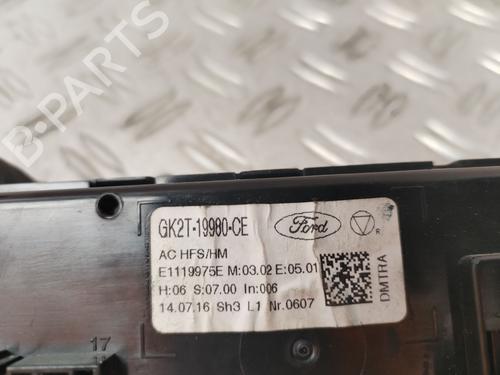 B-PARTS
GK2T-19980-CE
Ford
R
AC HFS/HM
E1119975E M:03.02 E:05.01
H:06 S:07.00 In:006
14.07.16 Sh3 L1 Nr.0607
DMTRA
17